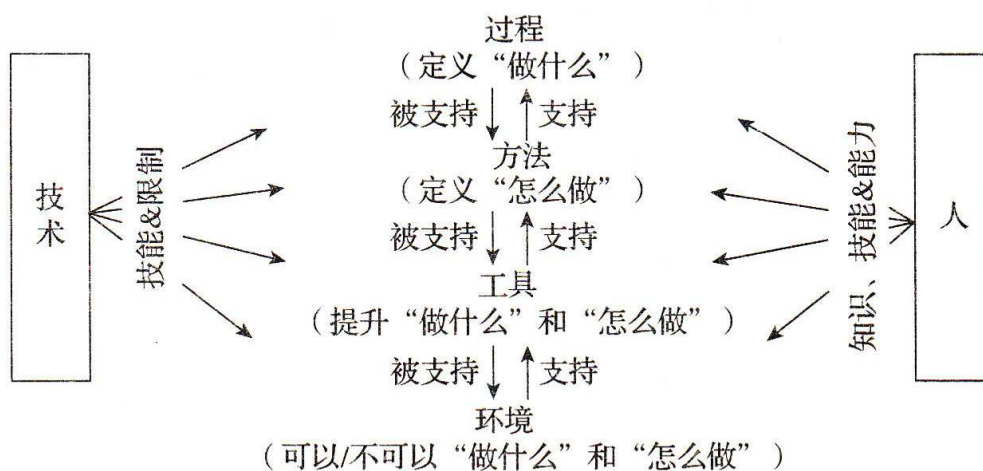 过程
（定义“做什么”）
被支持 支持
方法
（定义“怎么做”）
被支持 支持
工具
（提升“做什么”和“怎么做”）
被支持 支持
环境
（可以/不可以“做什么”和“怎么做”）
技术
技能&限制
知识、技能&能力
人